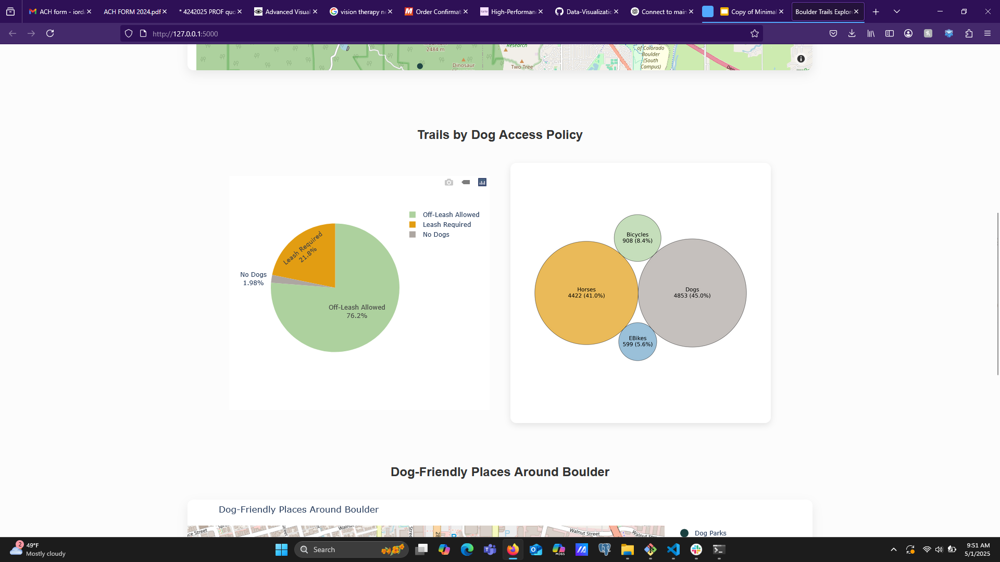 ACH form - iord
ACH FORM 2024.pdf
* 4242025 PROF quo
Advanced Visual
vision therapy n
Order Confirmat
High-Performan
Data-Visualizatio
Connect to main
Copy of Minimal
Boulder Trails Explor
http://127.0.0.1:5000
2484 m
Research
Dinosaur
Two Tree
of Colorado
Boulder
(South
Campus)
Trails by Dog Access Policy
Off-Leash Allowed
Leash Required
No Dogs
Leash Required
21.8%
No Dogs
1.98%
Off-Leash Allowed
76.2%
Bicycles
908 (8.4%)
Horses
4422 (41.0%)
Dogs
4853 (45.0%)
EBikes
599 (5.6%)
Dog-Friendly Places Around Boulder
Dog-Friendly Places Around Boulder
ce Street
Walnut
Street
28
P
P
Walnut Street
Dog Parks
2
49°F
Mostly cloudy
Search
M365
9:51 AM
5/1/2025